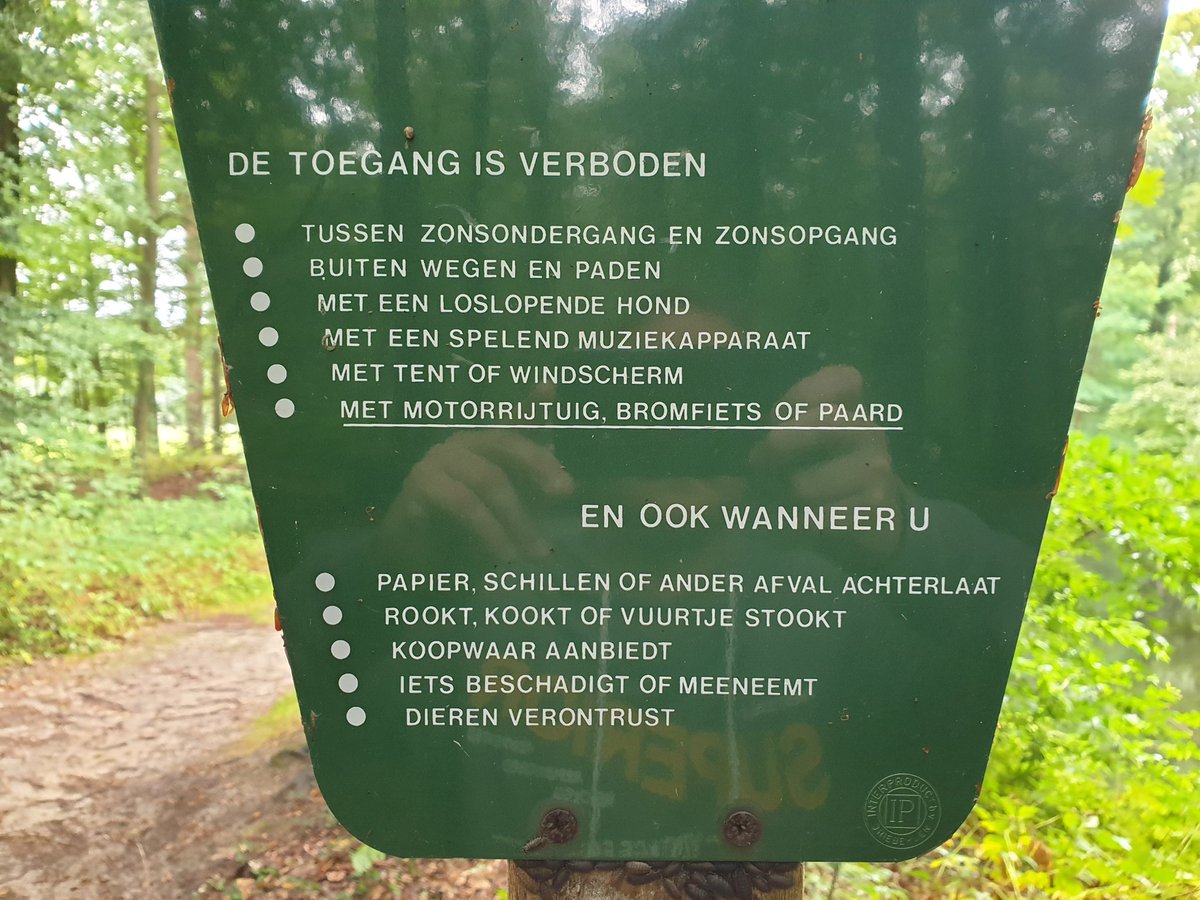 DE TOEGANG IS VERBODEN
TUSSEN ZONSONDERGANG EN ZONSOPGANG
BUITEN WEGEN EN PADEN
MET EEN LOSLOPENDE HOND
MET EEN SPELEND MUZIEKAPPARAAT
MET TENT OF WINDSCHERM
MET MOTORRIJTUIG, BROMFIETS OF PAARD
EN OOK WANNEER U
PAPIER, SCHILLEN OF ANDER AFVAL ACHTERLAAT
ROOKT, KOOKT OF VUURTJE STOOKT
KOOPWAAR AANBIEDT
IETS BESCHADIGT OF MEENEEMT
DIEREN VERONTRUST
IP